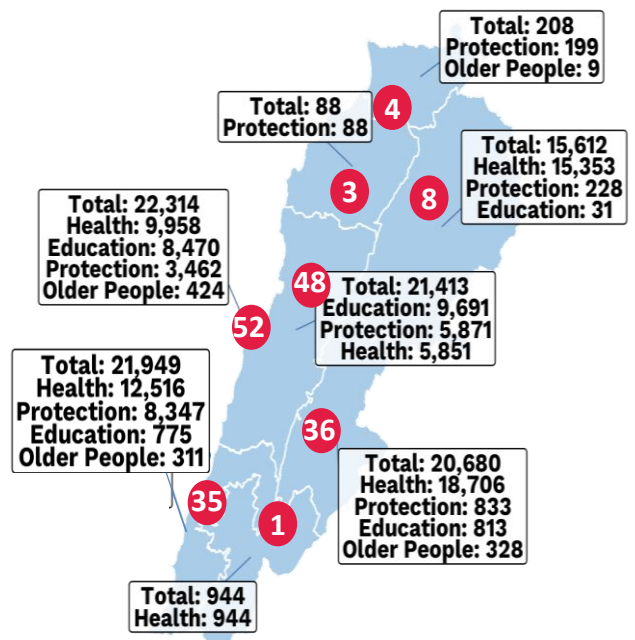 Total: 208
Protection: 199
Older People: 9
4
Total: 88
Protection: 88
3
Total: 15,612
Health: 15,353
Protection: 228
Education: 31
8
Total: 22,314
Health: 9,958
Education: 8,470
Protection: 3,462
Older People: 424
52
48
Total: 21,413
Education: 9,691
Protection: 5,871
Health: 5,851
Total: 21,949
Health: 12,516
Protection: 8,347
Education: 775
Older People: 311
35
36
Total: 20,680
Health: 18,706
Protection: 833
Education: 813
Older People: 328
1
Total: 944
Health: 944